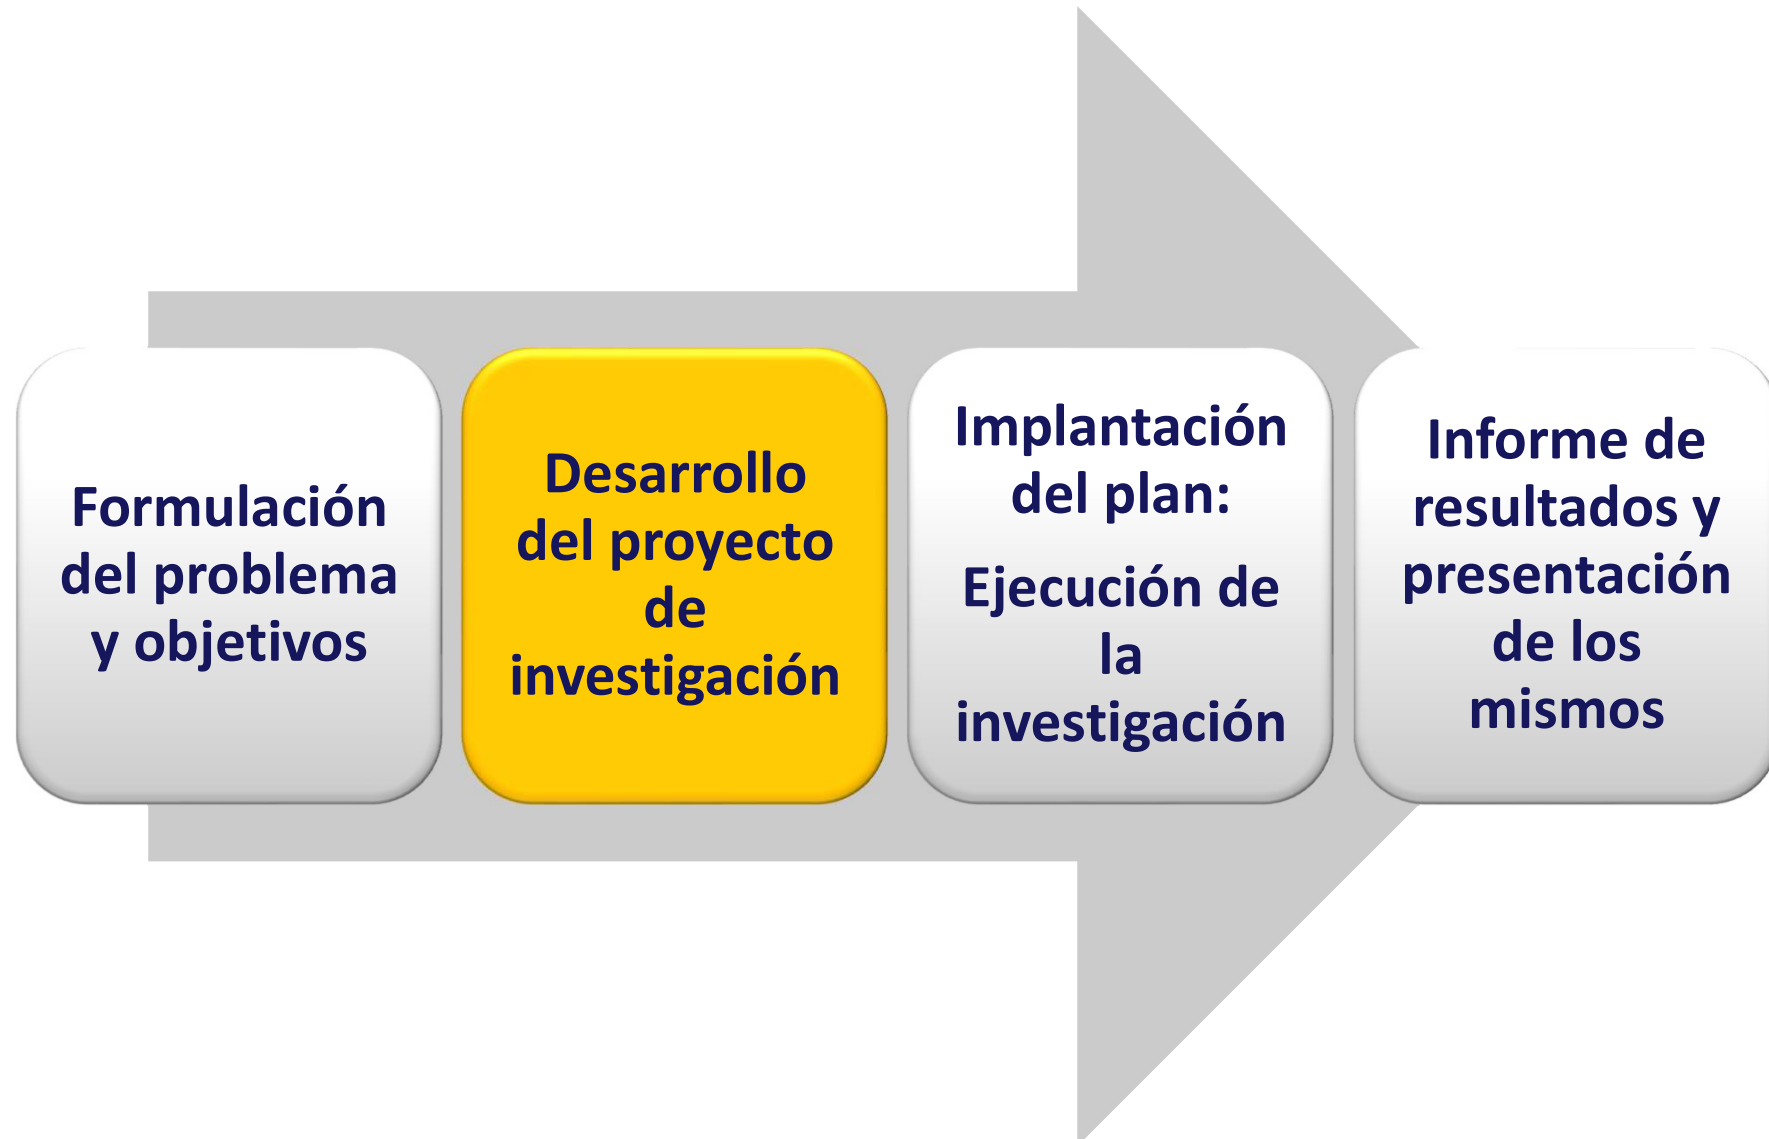 Formulación
del problema
y objetivos
Desarrollo
del proyecto
de
investigación
Implantación
del plan:
Ejecución de
la
investigación
Informe de
resultados y
presentación
de los
mismos